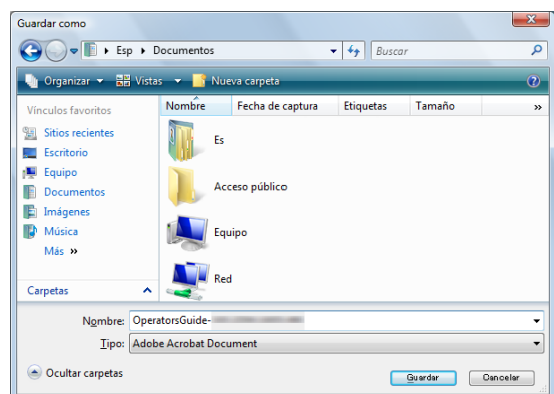 Guardar como
Esp Documentos Buscar
Organizar Vistas Nueva carpeta
Vínculos favoritos
Sitios recientes
Escritorio
Equipo
Documentos
Imágenes
Música
Más »
Carpetas
Nombre Fecha de captura Etiquetas Tamaño »
Es
Acceso público
Equipo
Red
Nombre: OperatorsGuide-
Tipo: Adobe Acrobat Document
Ocultar carpetas Guardar Cancelar